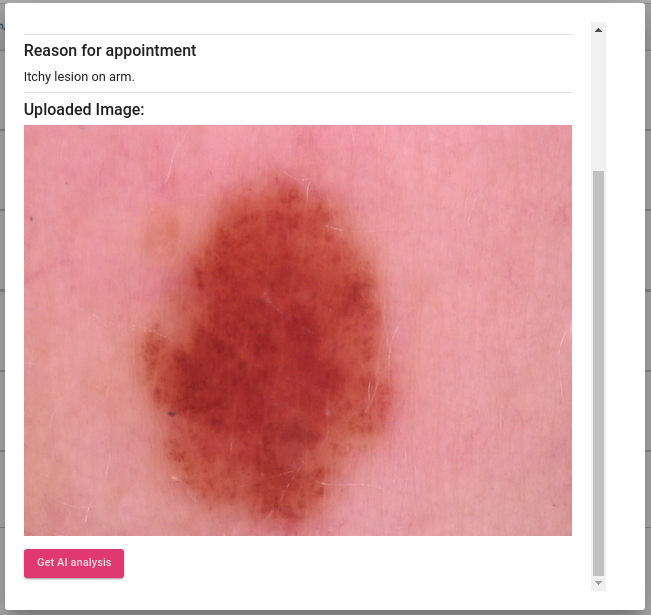 Reason for appointment
Itchy lesion on arm.
Uploaded Image:
Get AI analysis